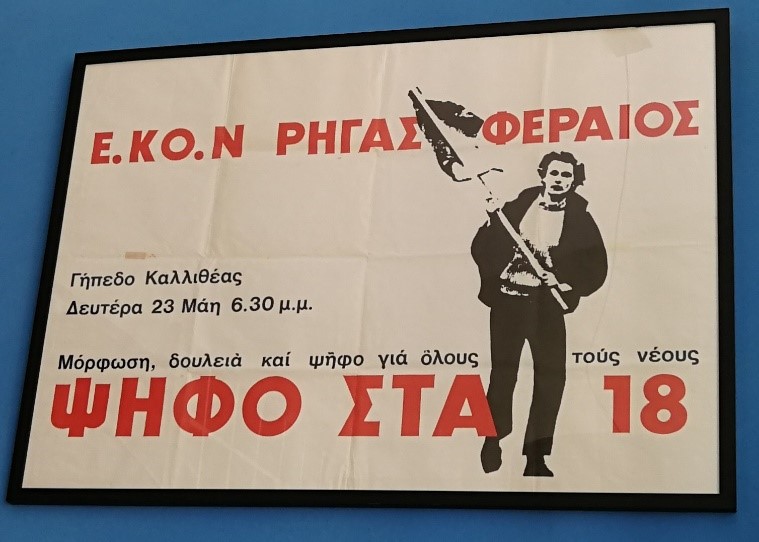 Ε.ΚΟ.Ν ΡΗΓΑΣ ΦΕΡΑΙΟΣ
Γήπεδο Καλλιθέας
Δευτέρα 23 Μάη 6.30 μ.μ.
Μόρφωση, δουλειὰ καί ψῆφο γιά ὅλους τούς νέους
ΨΗΦΟ ΣΤΑ 18